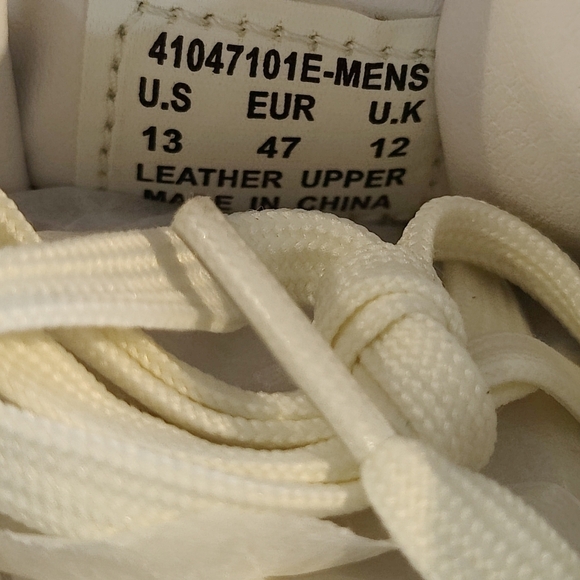 41047101E-MENS
U.S EUR U.K
13 47 12
LEATHER UPPER
MADE IN CHINA